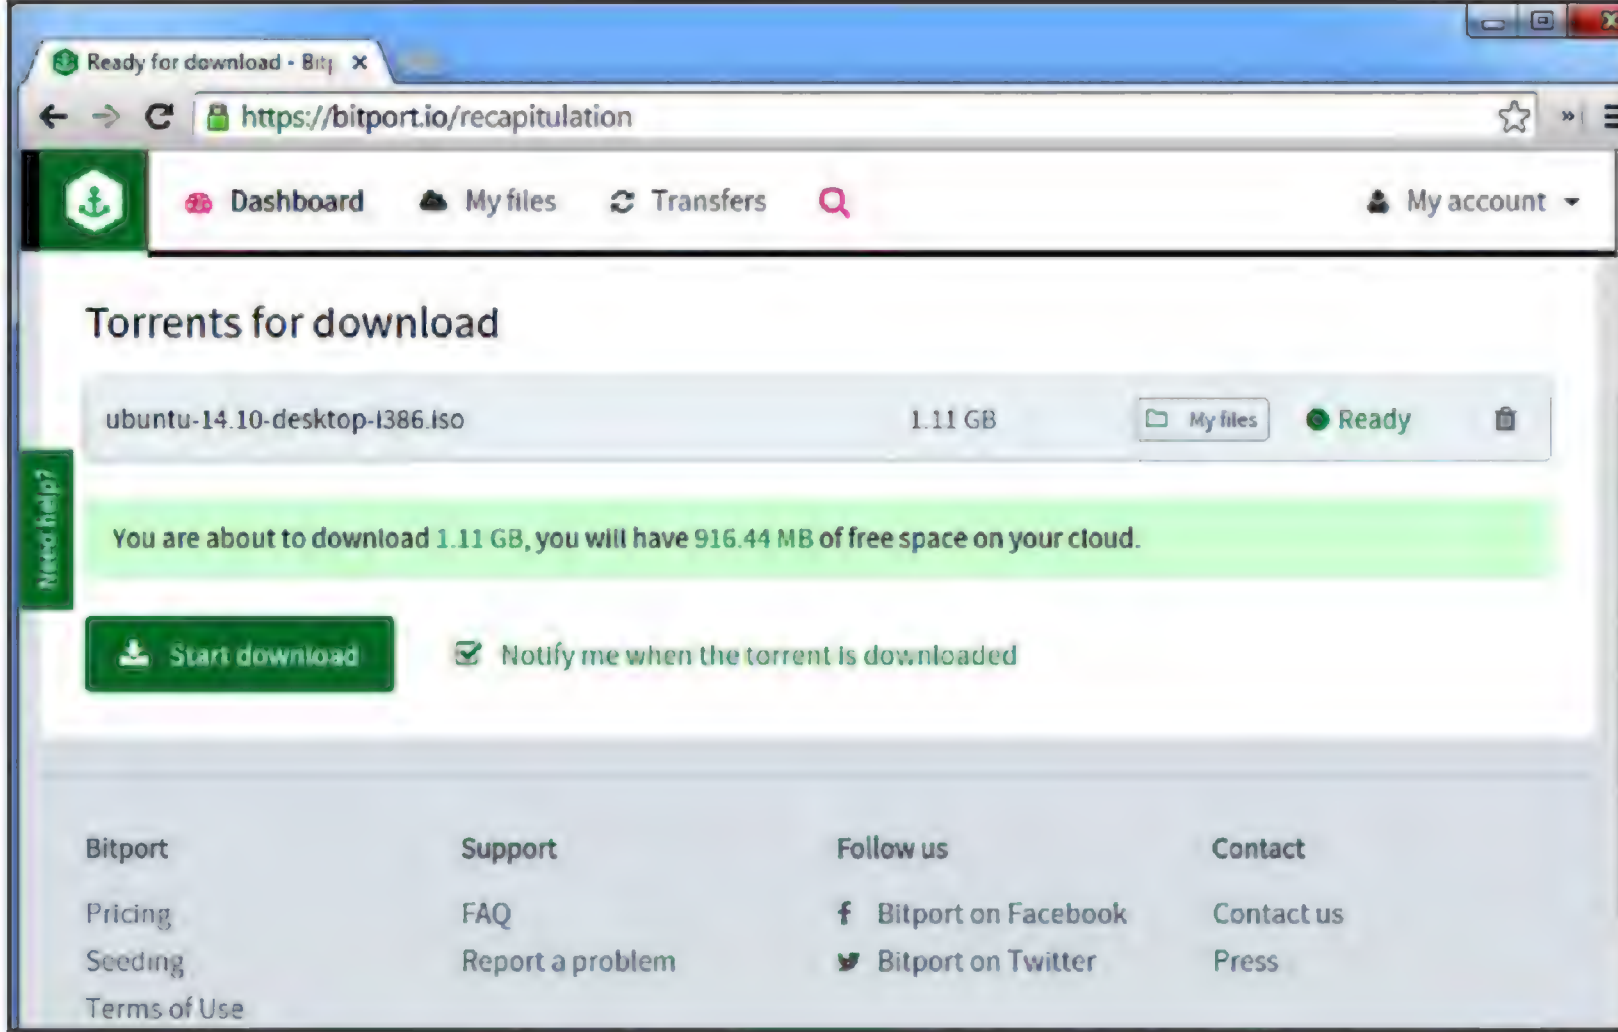 Ready for download - Bitp
https://bitport.io/recapitulation
Dashboard My files Transfers My account
Torrents for download
ubuntu-14.10-desktop-i386.iso 1.11 GB My files Ready
Need help?
You are about to download 1.11 GB, you will have 916.44 MB of free space on your cloud.
Start download Notify me when the torrent is downloaded
Bitport Support Follow us Contact
Pricing FAQ Bitport on Facebook Contact us
Seeding Report a problem Bitport on Twitter Press
Terms of Use